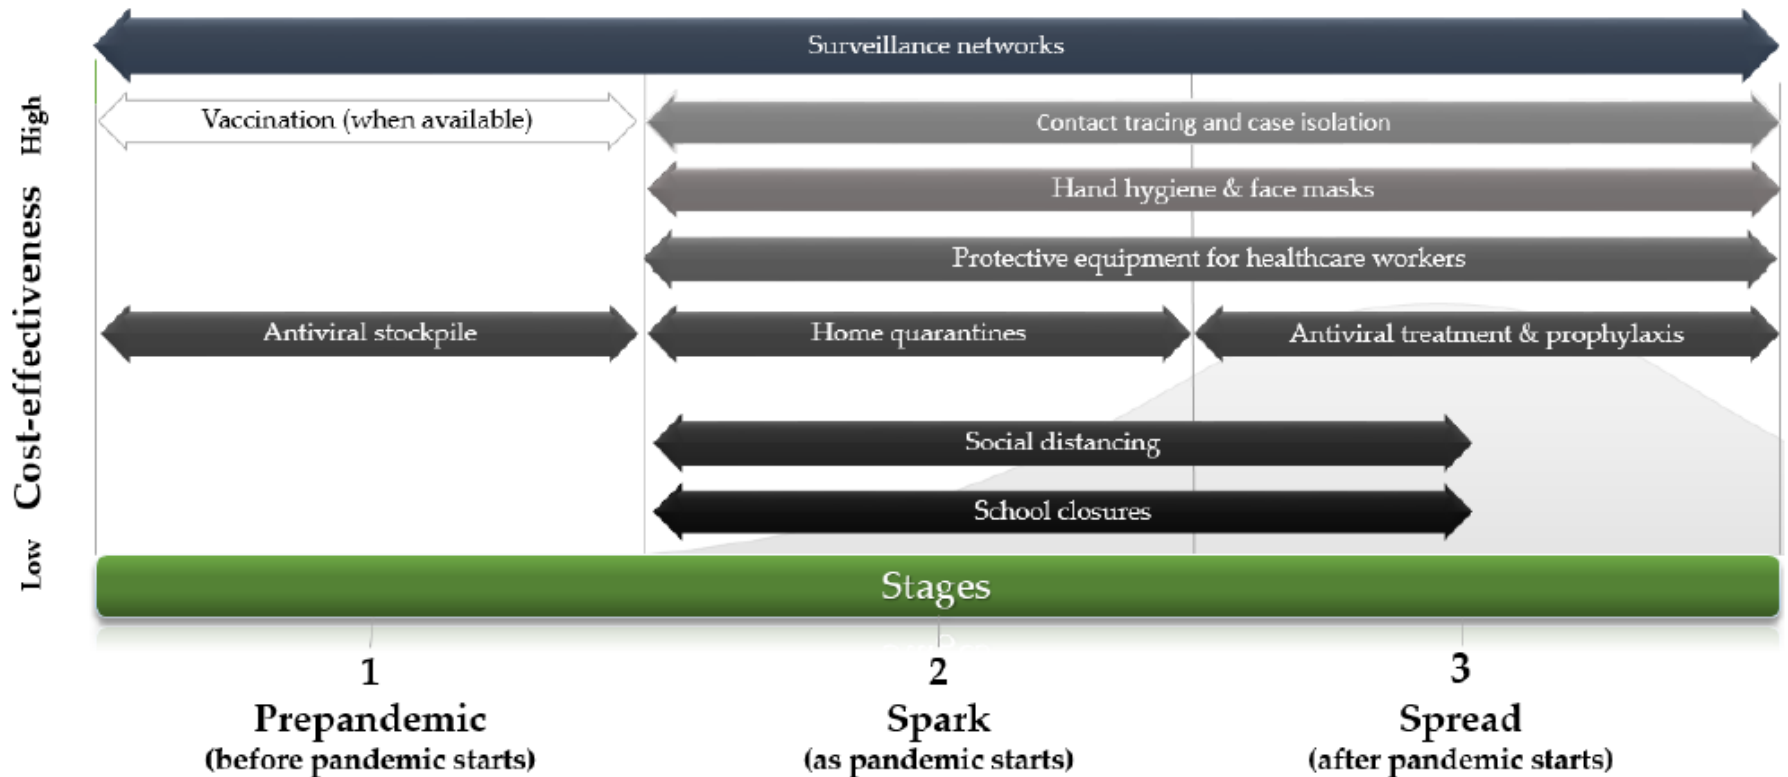 Surveillance networks
Vaccination (when available)
Contact tracing and case isolation
Hand hygiene & face masks
Protective equipment for healthcare workers
Antiviral stockpile
Home quarantines
Antiviral treatment & prophylaxis
Social distancing
School closures
Low Cost-effectiveness High
Stages
1
2
3
Prepandemic
(before pandemic starts)
Spark
(as pandemic starts)
Spread
(after pandemic starts)